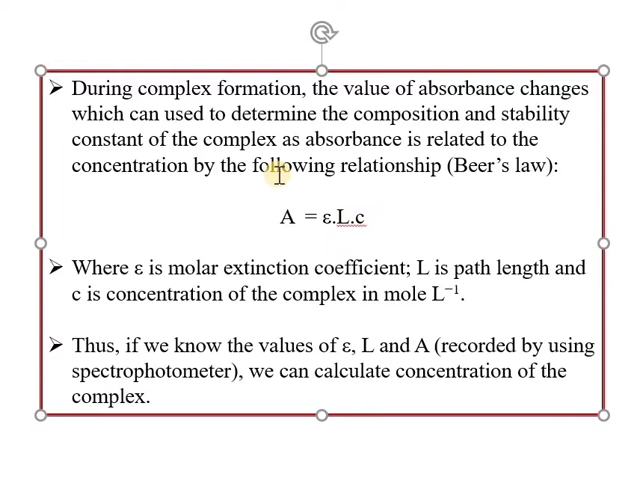 ➢ During complex formation, the value of absorbance changes
which can used to determine the composition and stability
constant of the complex as absorbance is related to the
concentration by the following relationship (Beer's law):
A = ε.L.c
➢ Where ε is molar extinction coefficient; L is path length and
c is concentration of the complex in mole L⁻¹.
➢ Thus, if we know the values of ε, L and A (recorded by using
spectrophotometer), we can calculate concentration of the
complex.